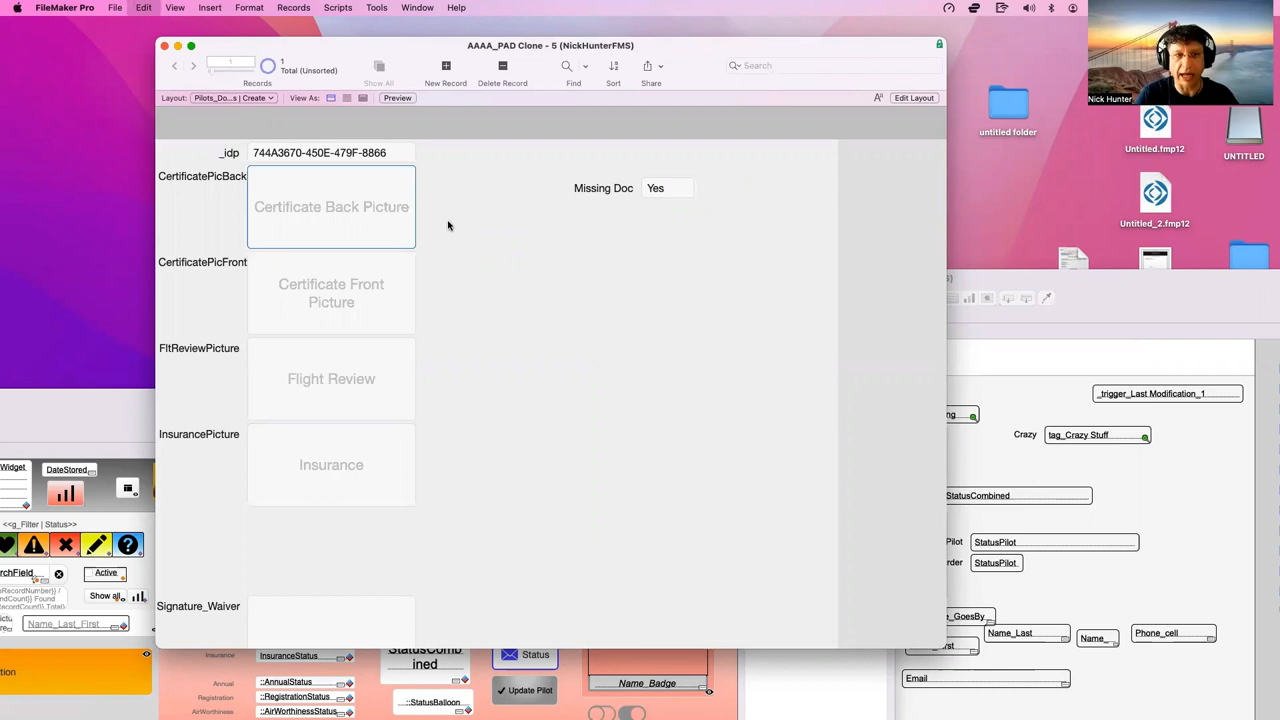 FileMaker Pro File Edit View Insert Format Records Scripts Tools Window Help
Nick Hunter
AAAA_PAD Clone - 5 (NickHunterFMS)
1
1
Total (Unsorted)
Records
Show All
New Record
Delete Record
Find
Sort
Share
Search
Layout: Pilots_Do...s | Create
View As:
Preview
Edit Layout
_idp
744A3670-450E-479F-8866
CertificatePicBack
Certificate Back Picture
Missing Doc
Yes
CertificatePicFront
Certificate Front
Picture
FltReviewPicture
Flight Review
InsurancePicture
Insurance
Signature_Waiver
untitled folder
Untitled.fmp12
UNTITLED
Untitled_2.fmp12
_trigger_Last Modification_1
Crazy
tag_Crazy Stuff
StatusCombined
StatusPilot
StatusPilot
_GoesBy
Name_Last
Name_
Phone_cell
Email
Widget
DateStored
<<g_Filter | Status>>
Active
Show all
Name_Last_First
Insurance
InsuranceStatus
Annual
::AnnualStatus
Registration
::RegistrationStatus
AirWorthiness
::AirWorthinessStatus
StatusComb
ined
::StatusBalloon
Status
Update Pilot
Name_Badge